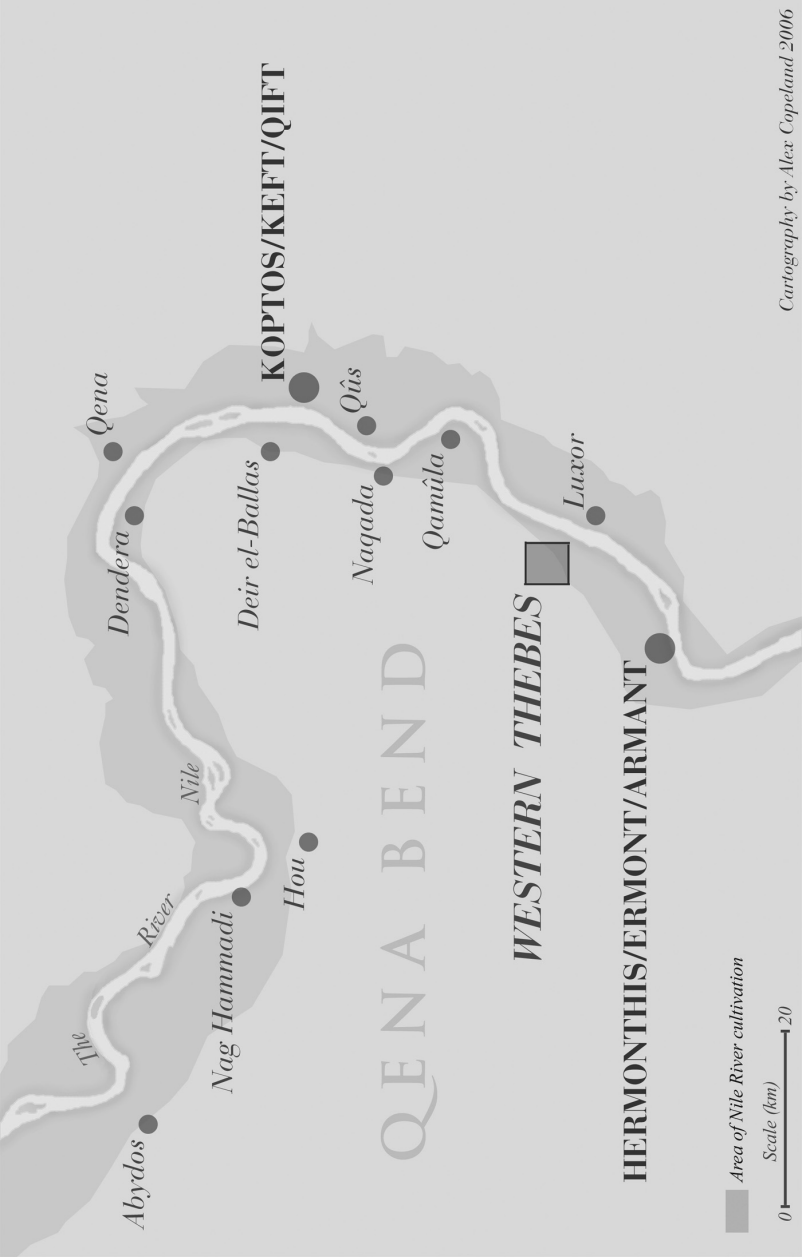 Qena
Dendera
KOPTOS/KEFT/QIFT
Deir el-Ballas
Qûs
Naqada
Qamûla
The
River
Nile
Nag Hammadi
Hou
Abydos
QENA BEND
WESTERN THEBES
Luxor
HERMONTHIS/ERMONT/ARMANT
Area of Nile River cultivation
Scale (km)
0
20
Cartography by Alex Copeland 2006